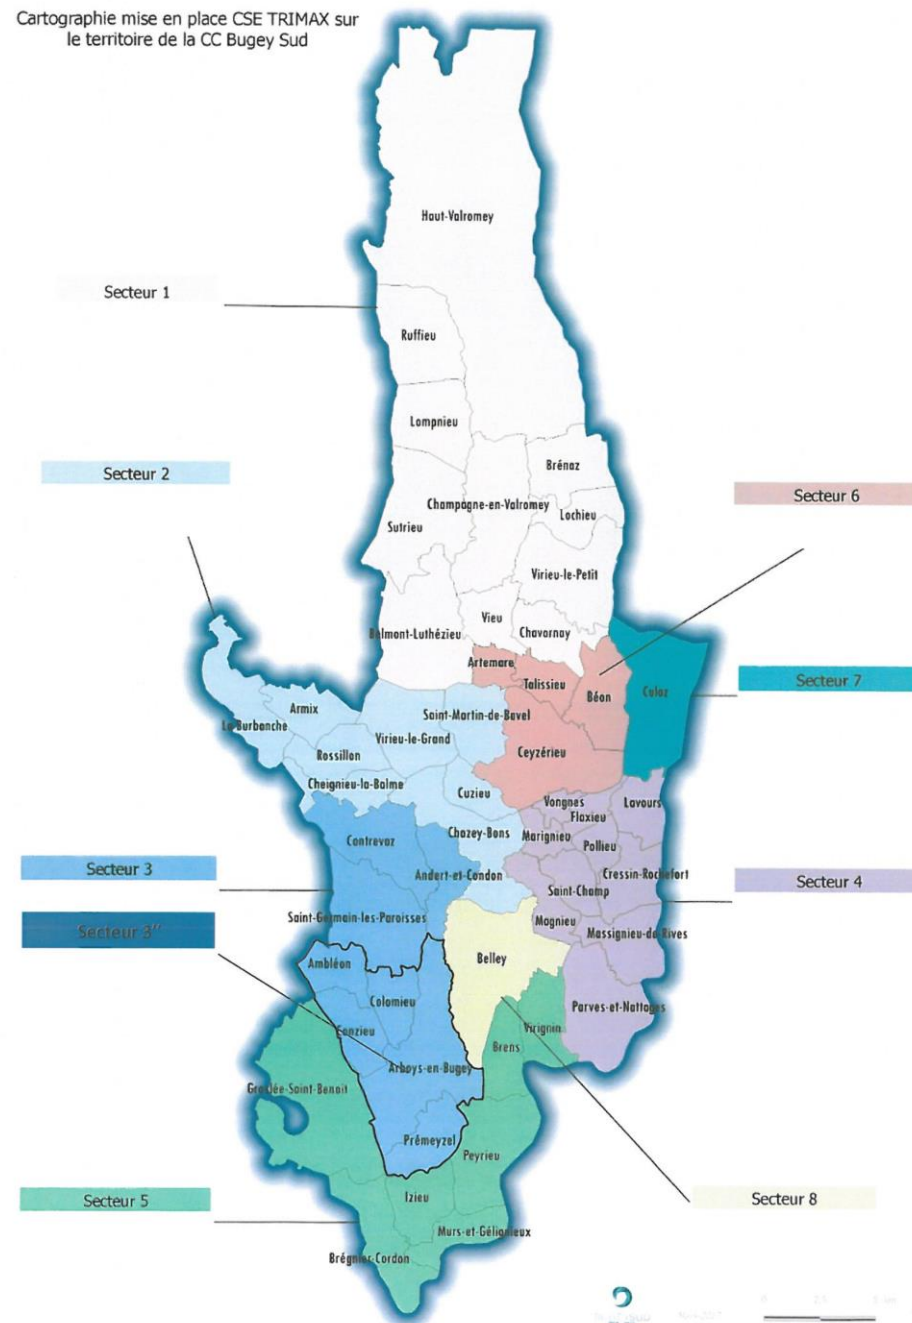 Cartographie mise en place CSE TRIMAX sur
le territoire de la CC Bugey Sud
Haut-Valromey
Secteur 1
Ruffieu
Lompnieu
Secteur 2
Brénaz
Secteur 6
Champagne-en-Valromey
Lochieu
Sutrieu
Virieu-le-Petit
Vieu
Chavornay
Belmont-Luthézieu
Artemare
Talissieu
Béon
Culoz
Secteur 7
Armix
La Burbanche
Saint-Martin-de-Bavel
Virieu-le-Grand
Rossillon
Ceyzérieu
Cheignieu-la-Balme
Cuzieu
Vongnes
Lavours
Flaxieu
Chazey-Bons
Marignieu
Contrevoz
Pollieu
Secteur 3
Andert-et-Condon
Cressin-Rochefort
Secteur 4
Saint-Champ
Saint-Germain-les-Paroisses
Magnieu
Secteur 3''
Massignieu-de-Rives
Belley
Ambléon
Colomieu
Parves-et-Nattages
Conzieu
Virignin
Brens
Arboys-en-Bugey
Groslée-Saint-Benoit
Prémeyzel
Peyrieu
Secteur 5
Izieu
Secteur 8
Murs-et-Gélignieux
Brégnier-Cordon